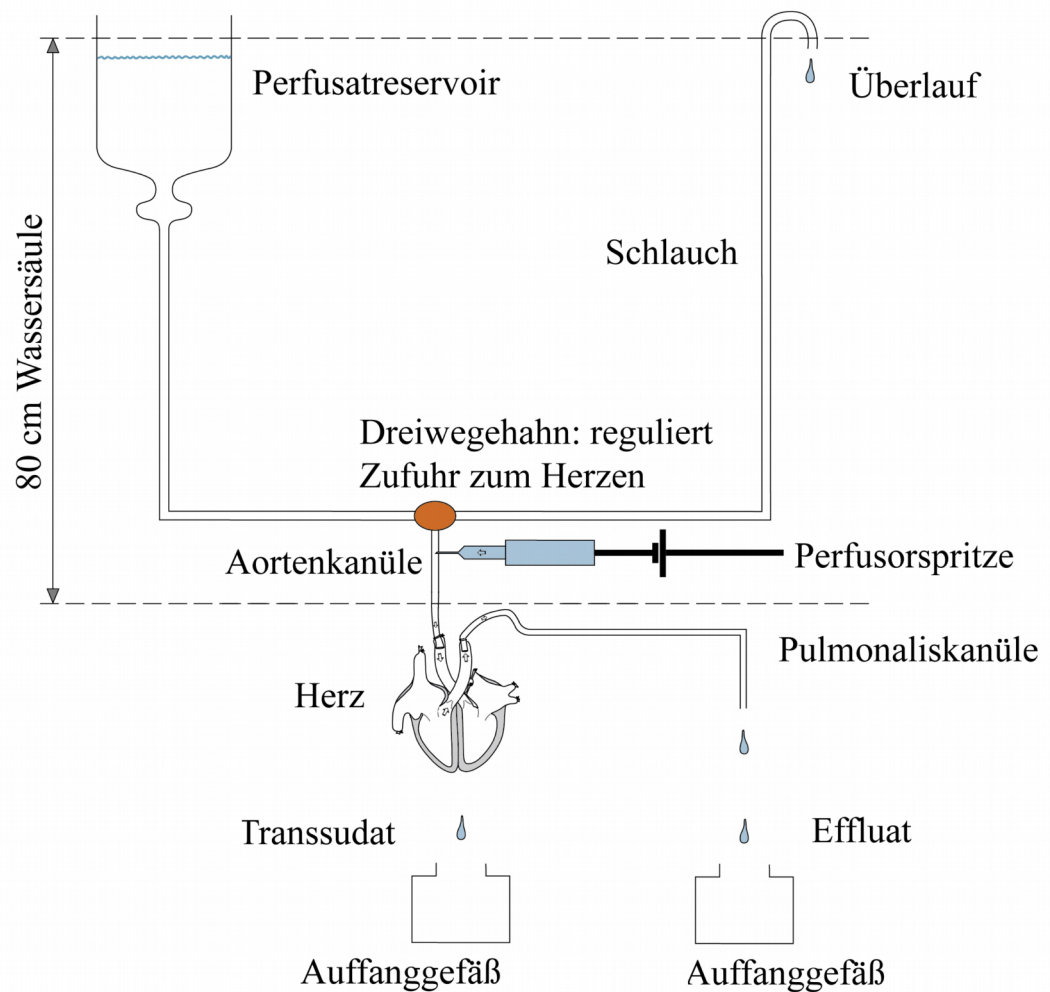 Perfusatreservoir
Überlauf
80 cm Wassersäule
Schlauch
Dreiwegehahn: reguliert
Zufuhr zum Herzen
Aortenkanüle
Perfusorspritze
Pulmonaliskanüle
Herz
Transsudat
Effluat
Auffanggefäß
Auffanggefäß